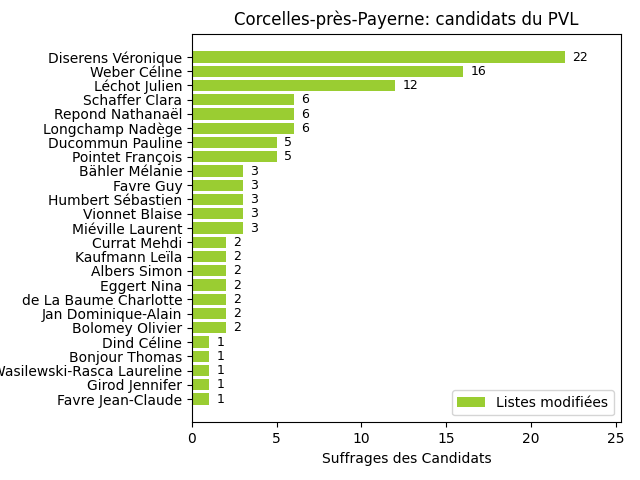 Corcelles-près-Payerne: candidats du PVL
Diserens Véronique 22
Weber Céline 16
Léchot Julien 12
Schaffer Clara 6
Repond Nathanaël 6
Longchamp Nadège 6
Ducommun Pauline 5
Pointet François 5
Bähler Mélanie 3
Favre Guy 3
Humbert Sébastien 3
Vionnet Blaise 3
Miéville Laurent 3
Currat Mehdi 2
Kaufmann Leïla 2
Albers Simon 2
Eggert Nina 2
de La Baume Charlotte 2
Jan Dominique-Alain 2
Bolomey Olivier 2
Dind Céline 1
Bonjour Thomas 1
Wasilewski-Rasca Laureline 1
Girod Jennifer 1
Favre Jean-Claude 1
Listes modifiées
0 5 10 15 20 25
Suffrages des Candidats